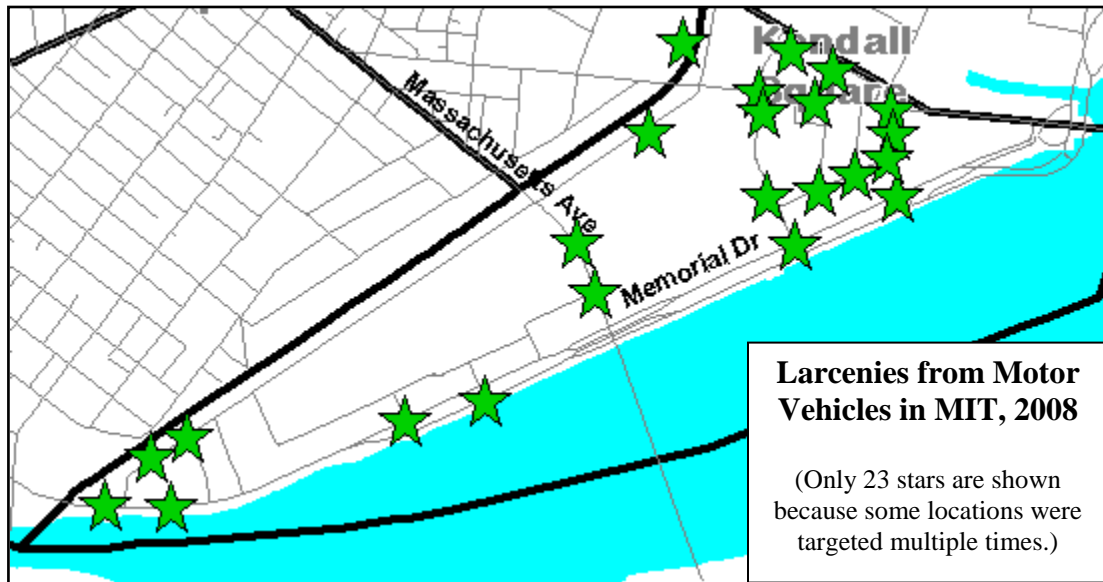 Kendall
Square
Massachusetts Ave
Memorial Dr
Larcenies from Motor
Vehicles in MIT, 2008
(Only 23 stars are shown
because some locations were
targeted multiple times.)